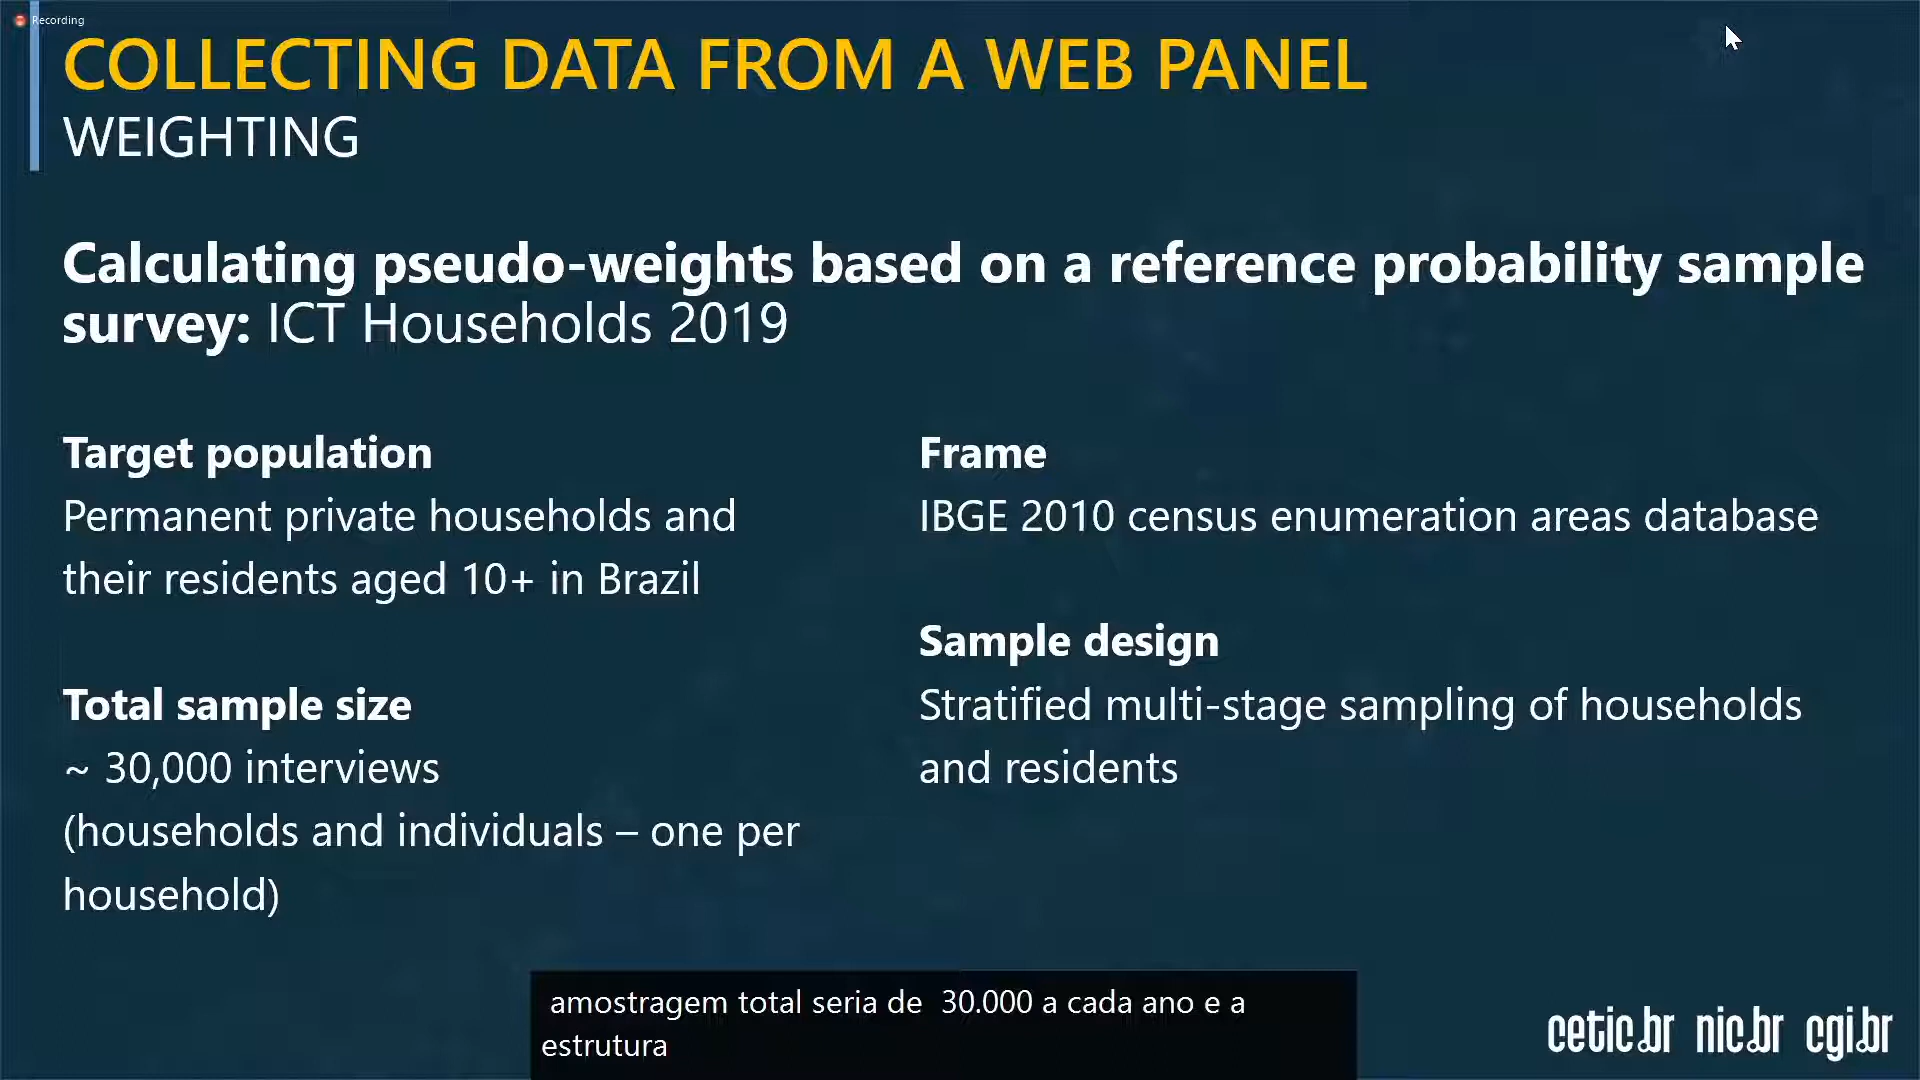 Recording
COLLECTING DATA FROM A WEB PANEL
WEIGHTING
Calculating pseudo-weights based on a reference probability sample
survey: ICT Households 2019
Target population
Permanent private households and
their residents aged 10+ in Brazil
Total sample size
~ 30,000 interviews
(households and individuals – one per
household)
Frame
IBGE 2010 census enumeration areas database
Sample design
Stratified multi-stage sampling of households
and residents
amostragem total seria de 30.000 a cada ano e a
estrutura
cetic.br nic.br cgi.br